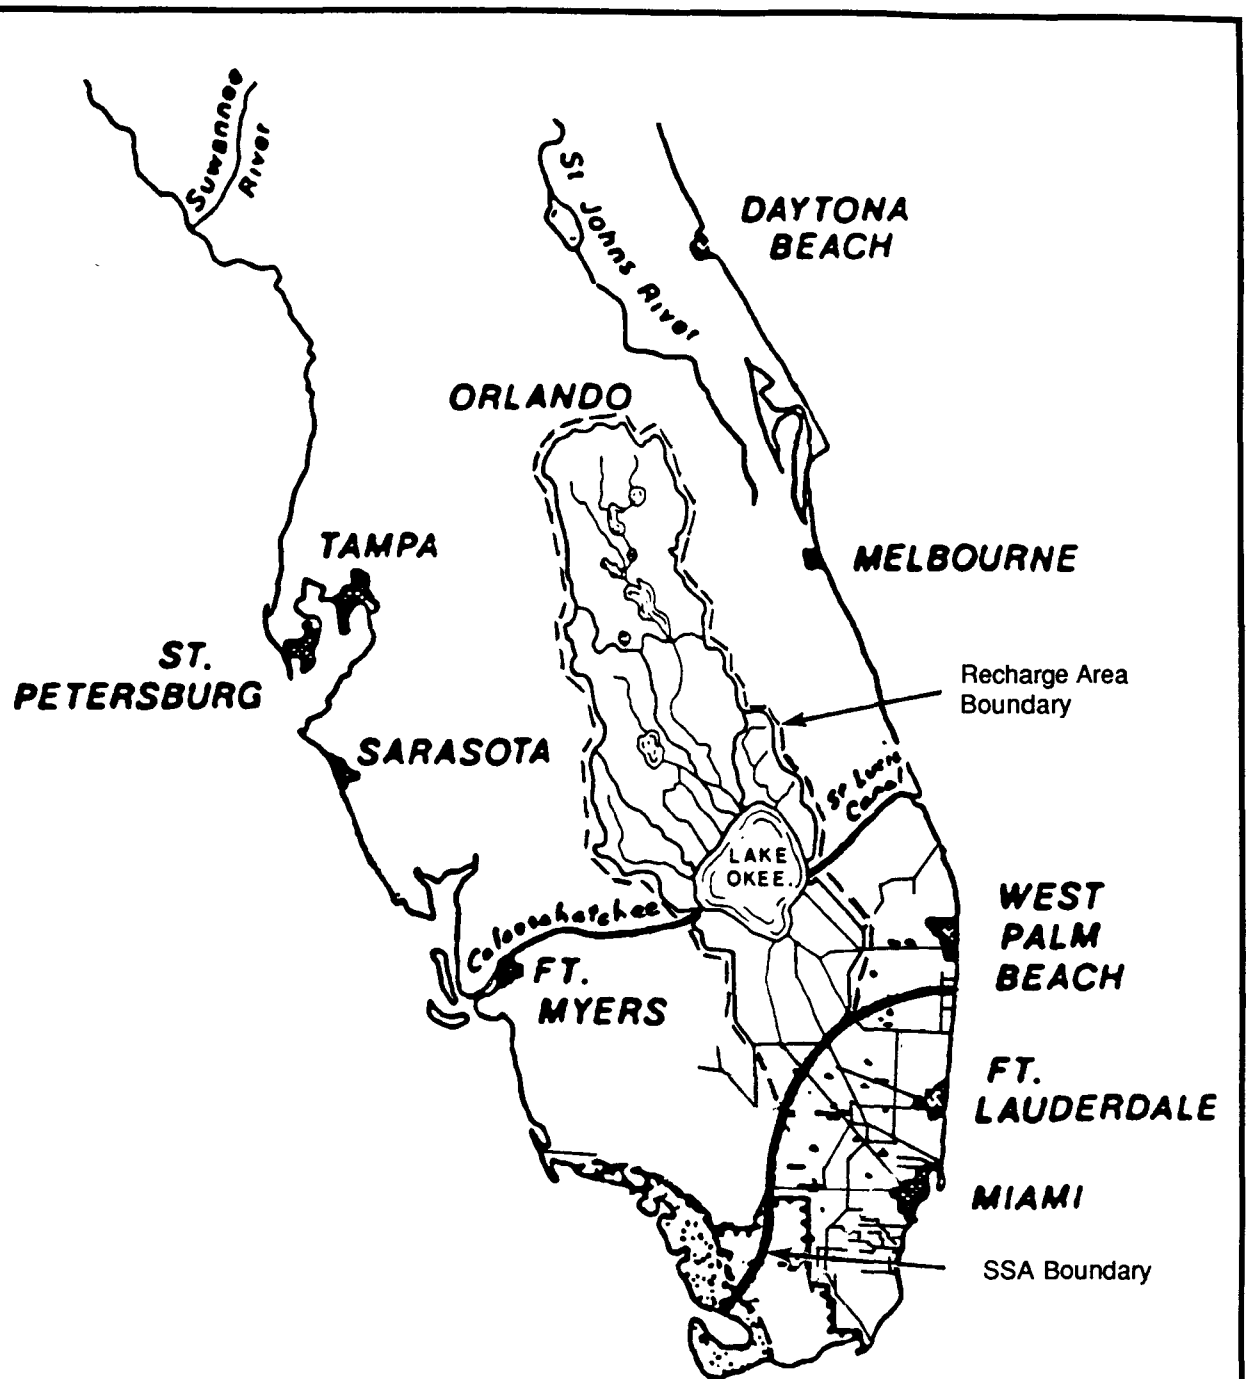 Suwannee
River
St Johns River
DAYTONA
BEACH
ORLANDO
TAMPA
MELBOURNE
ST.
PETERSBURG
Recharge Area
Boundary
SARASOTA
St Lucie
Canal
LAKE
OKEE.
WEST
PALM
BEACH
Caloosahatchee
FT.
MYERS
FT.
LAUDERDALE
MIAMI
SSA Boundary